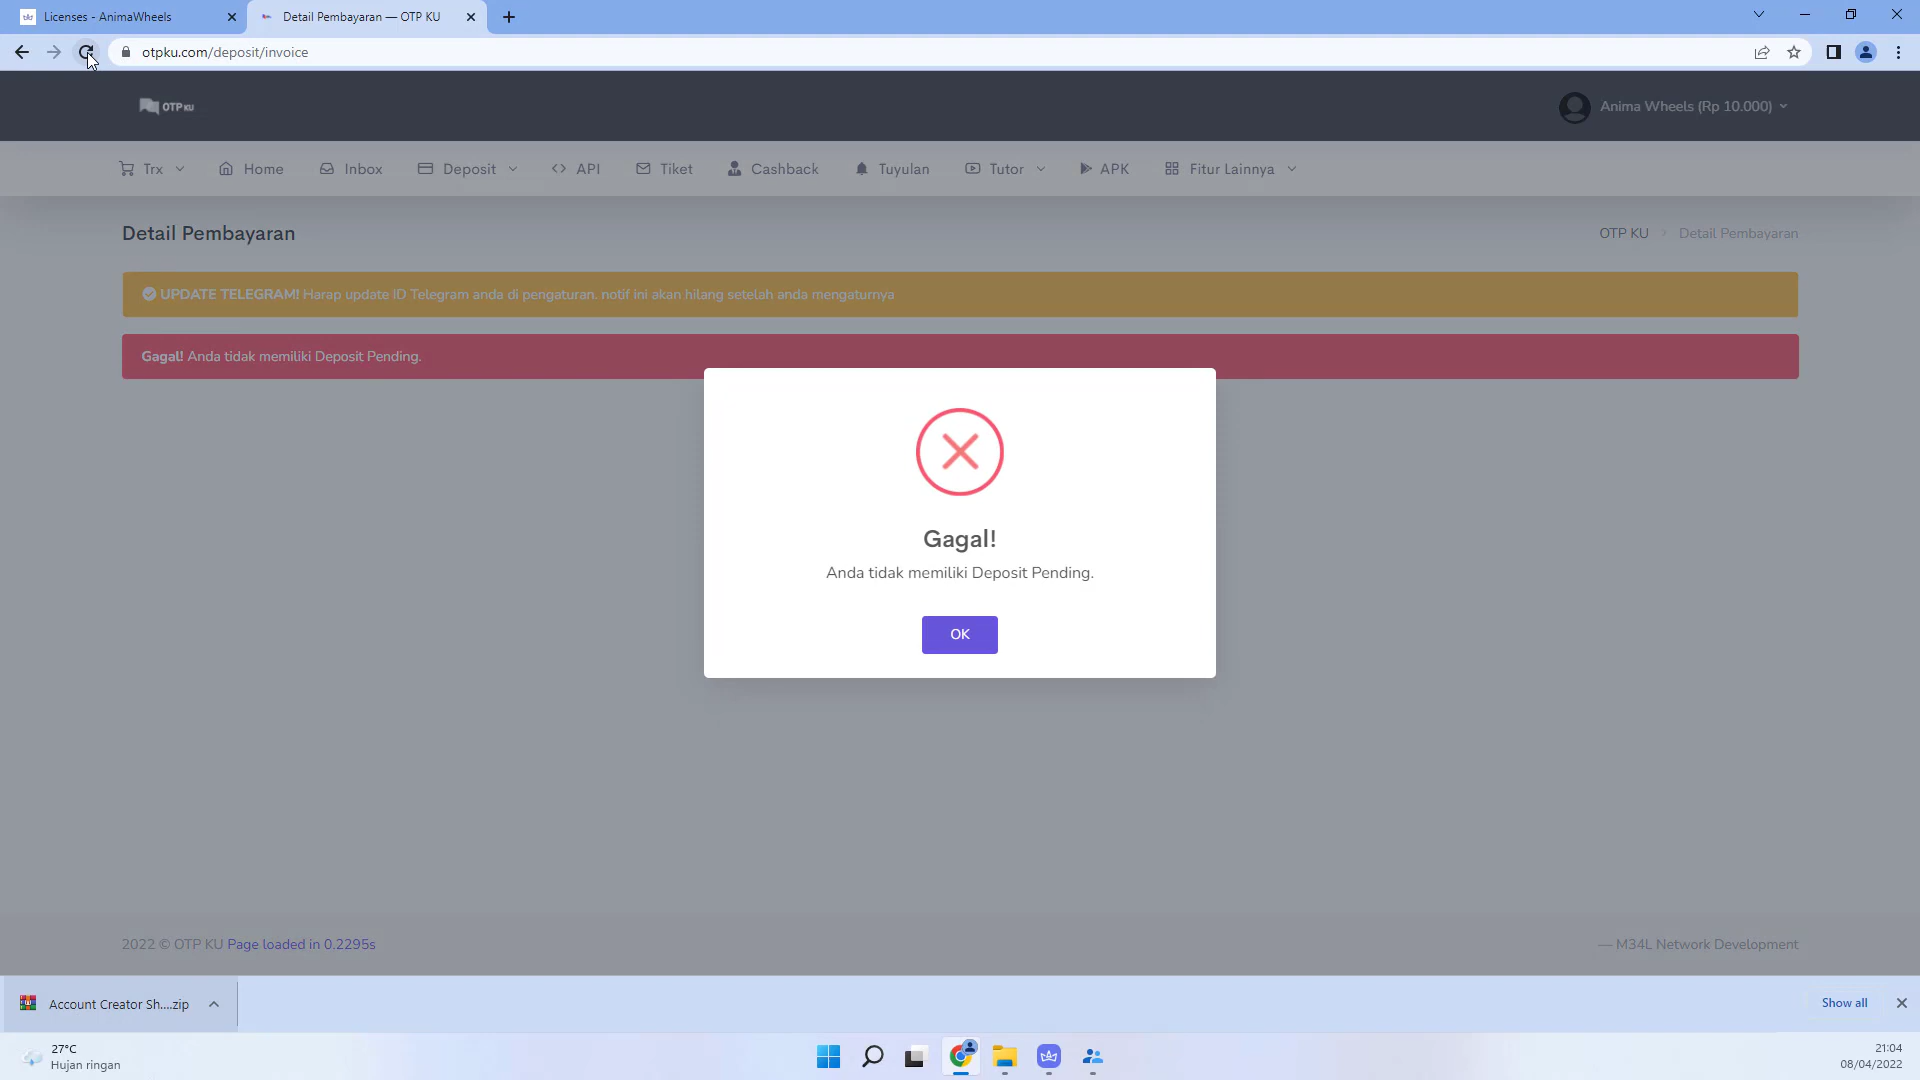 Licenses - AnimaWheels
Detail Pembayaran — OTP KU
otpku.com/deposit/invoice
OTP KU
Anima Wheels (Rp 10.000)
Trx
Home
Inbox
Deposit
API
Tiket
Cashback
Tuyulan
Tutor
APK
Fitur Lainnya
Detail Pembayaran
OTP KU
Detail Pembayaran
UPDATE TELEGRAM! Harap update ID Telegram anda di pengaturan. notif ini akan hilang setelah anda mengaturnya
Gagal! Anda tidak memiliki Deposit Pending.
Gagal!
Anda tidak memiliki Deposit Pending.
OK
2022 © OTP KU Page loaded in 0.2295s
— M34L Network Development
Account Creator Sh....zip
Show all
27°C
Hujan ringan
21:04
08/04/2022